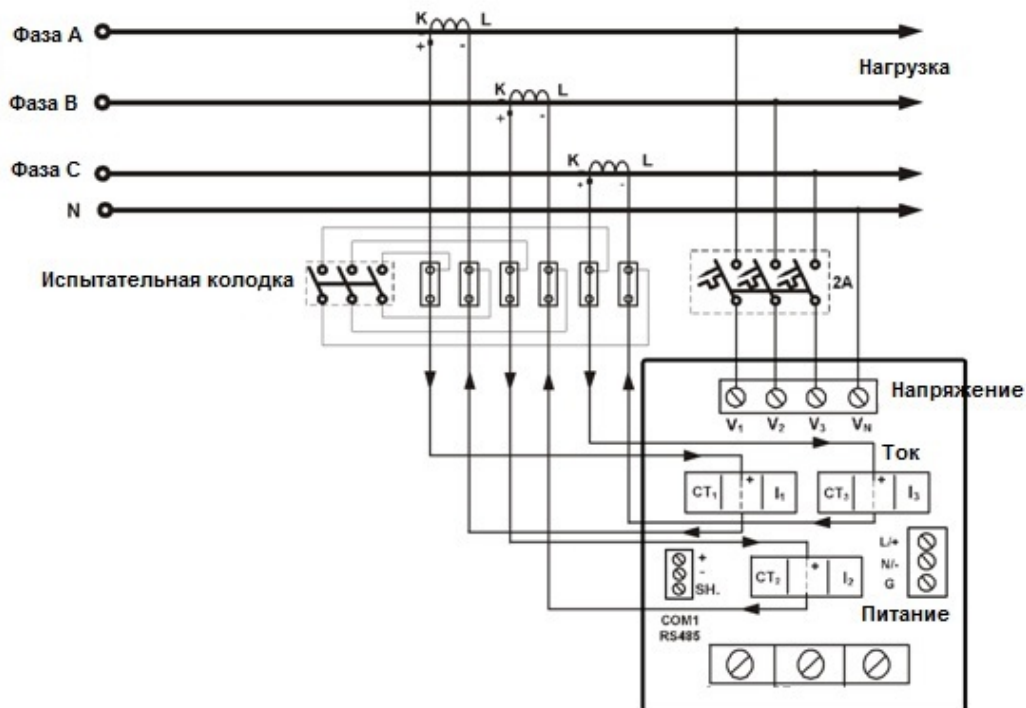 K L
Фаза A
+ -
Нагрузка
K L
Фаза B
+ -
K L
Фаза C
+ -
N
Испытательная колодка
2A
Напряжение
V₁ V₂ V₃ VN
Ток
CT₁ + I₁
CT₃ + I₃
L/+
N/-
G
+
-
SH.
CT₂ + I₂
COM1
RS485
Питание